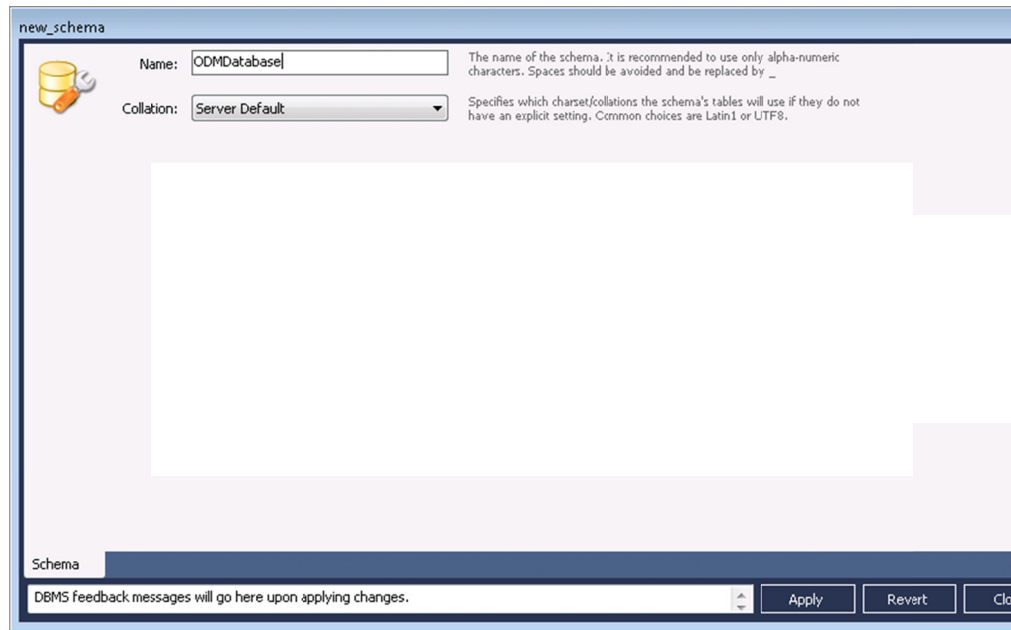 new_schema
Name:
ODMDatabase
The name of the schema. It is recommended to use only alpha-numeric
characters. Spaces should be avoided and be replaced by _
Collation:
Server Default
Specifies which charset/collations the schema's tables will use if they do not
have an explicit setting. Common choices are Latin1 or UTF8.
Schema
DBMS feedback messages will go here upon applying changes.
Apply
Revert
Clo